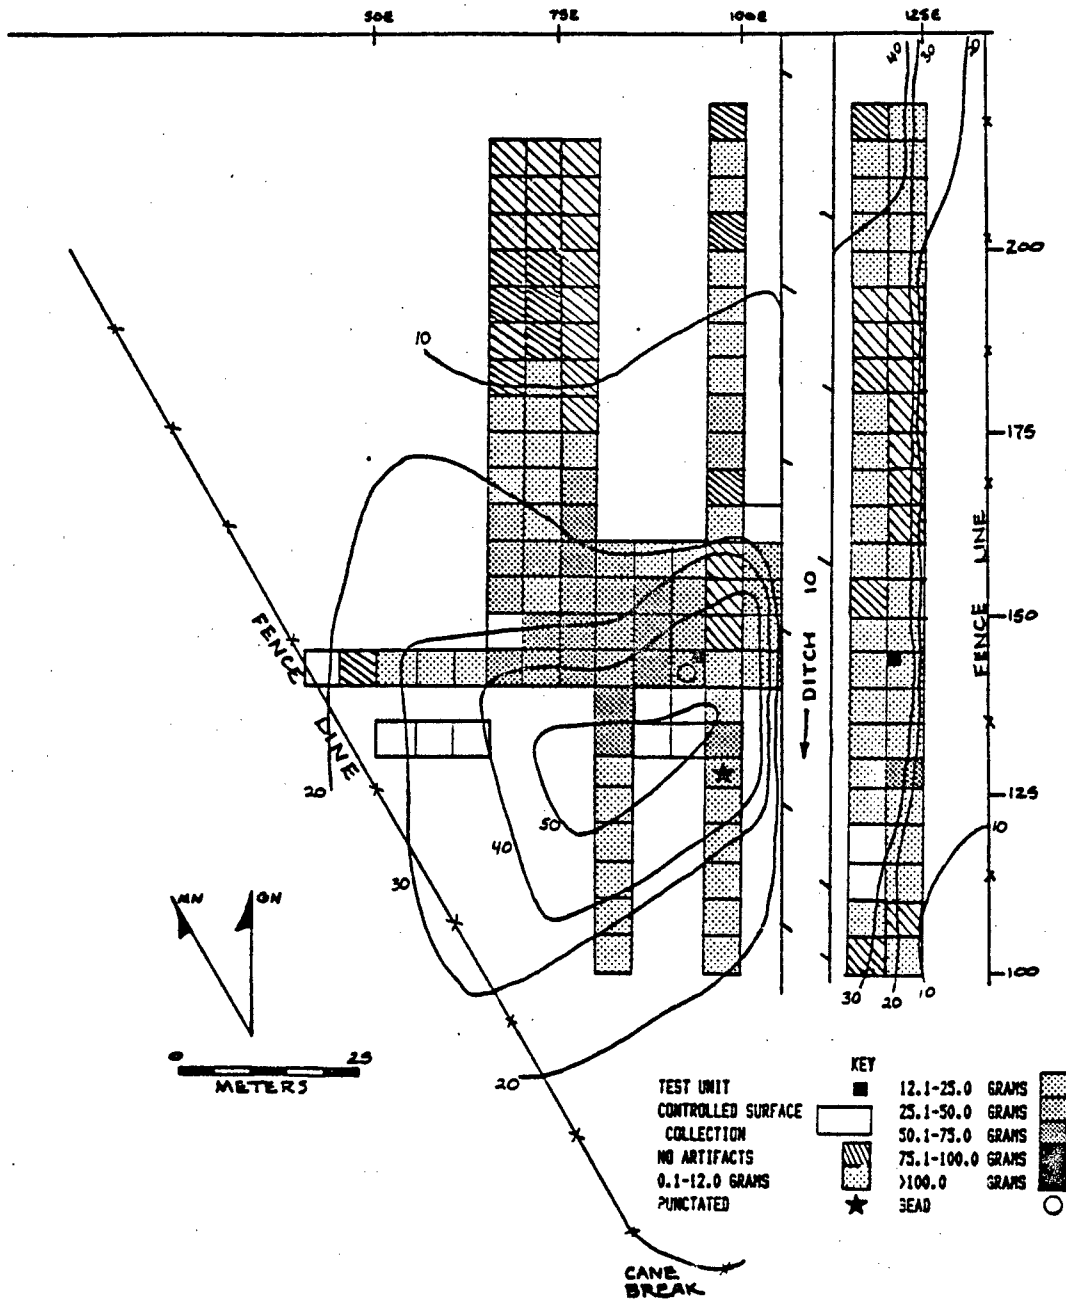 50E 75E 100E 125E
40 30 20
200
10
175
FENCE LINE
10
150
FENCE LINE
DITCH
20
50
125
40
10
30
MN GN
100
30 20 10
0 25
METERS
20
KEY
TEST UNIT 12.1-25.0 GRAMS
CONTROLLED SURFACE 25.1-50.0 GRAMS
COLLECTION 50.1-75.0 GRAMS
NO ARTIFACTS 75.1-100.0 GRAMS
0.1-12.0 GRAMS >100.0 GRAMS
PUNCTATED BEAD
CANE
BREAK